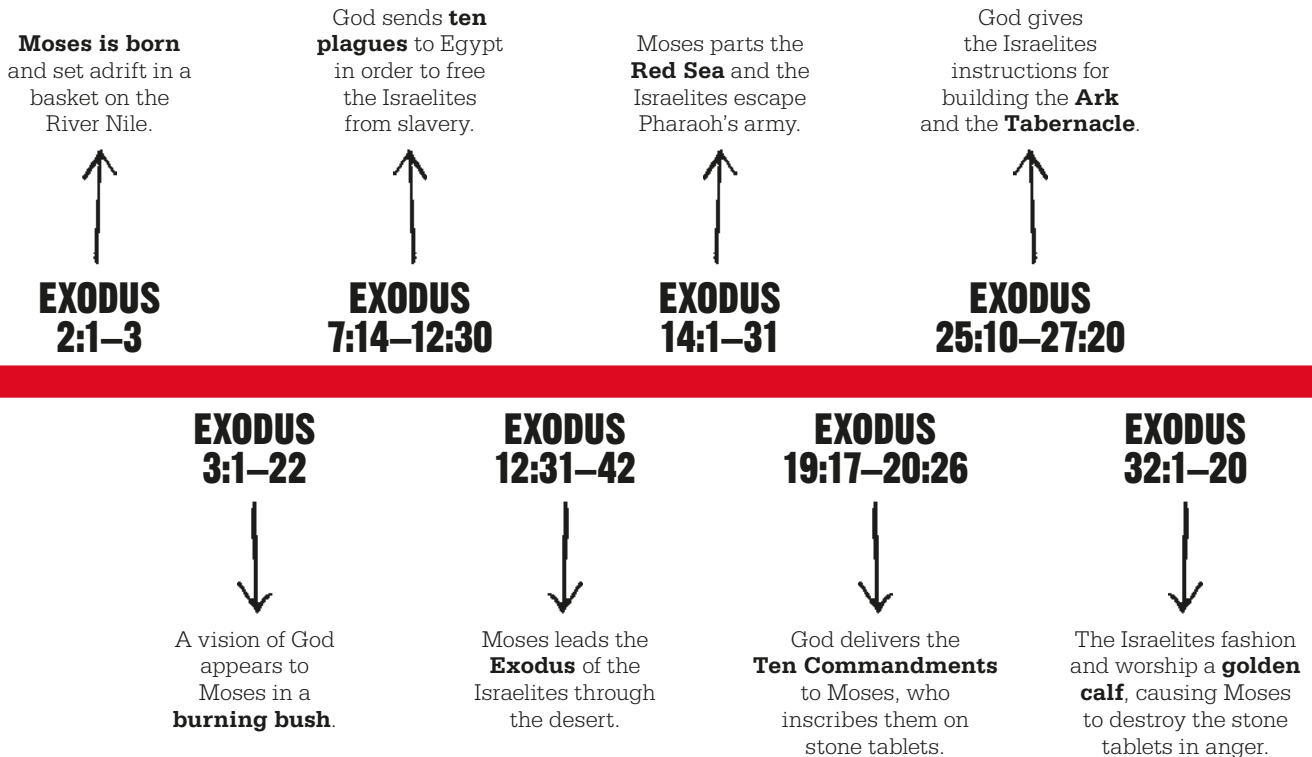 Moses is born
and set adrift in a
basket on the
River Nile.
EXODUS
2:1–3
God sends ten
plagues to Egypt
in order to free
the Israelites
from slavery.
EXODUS
7:14–12:30
Moses parts the
Red Sea and the
Israelites escape
Pharaoh's army.
EXODUS
14:1–31
God gives
the Israelites
instructions for
building the Ark
and the Tabernacle.
EXODUS
25:10–27:20
EXODUS
3:1–22
A vision of God
appears to
Moses in a
burning bush.
EXODUS
12:31–42
Moses leads the
Exodus of the
Israelites through
the desert.
EXODUS
19:17–20:26
God delivers the
Ten Commandments
to Moses, who
inscribes them on
stone tablets.
EXODUS
32:1–20
The Israelites fashion
and worship a golden
calf, causing Moses
to destroy the stone
tablets in anger.